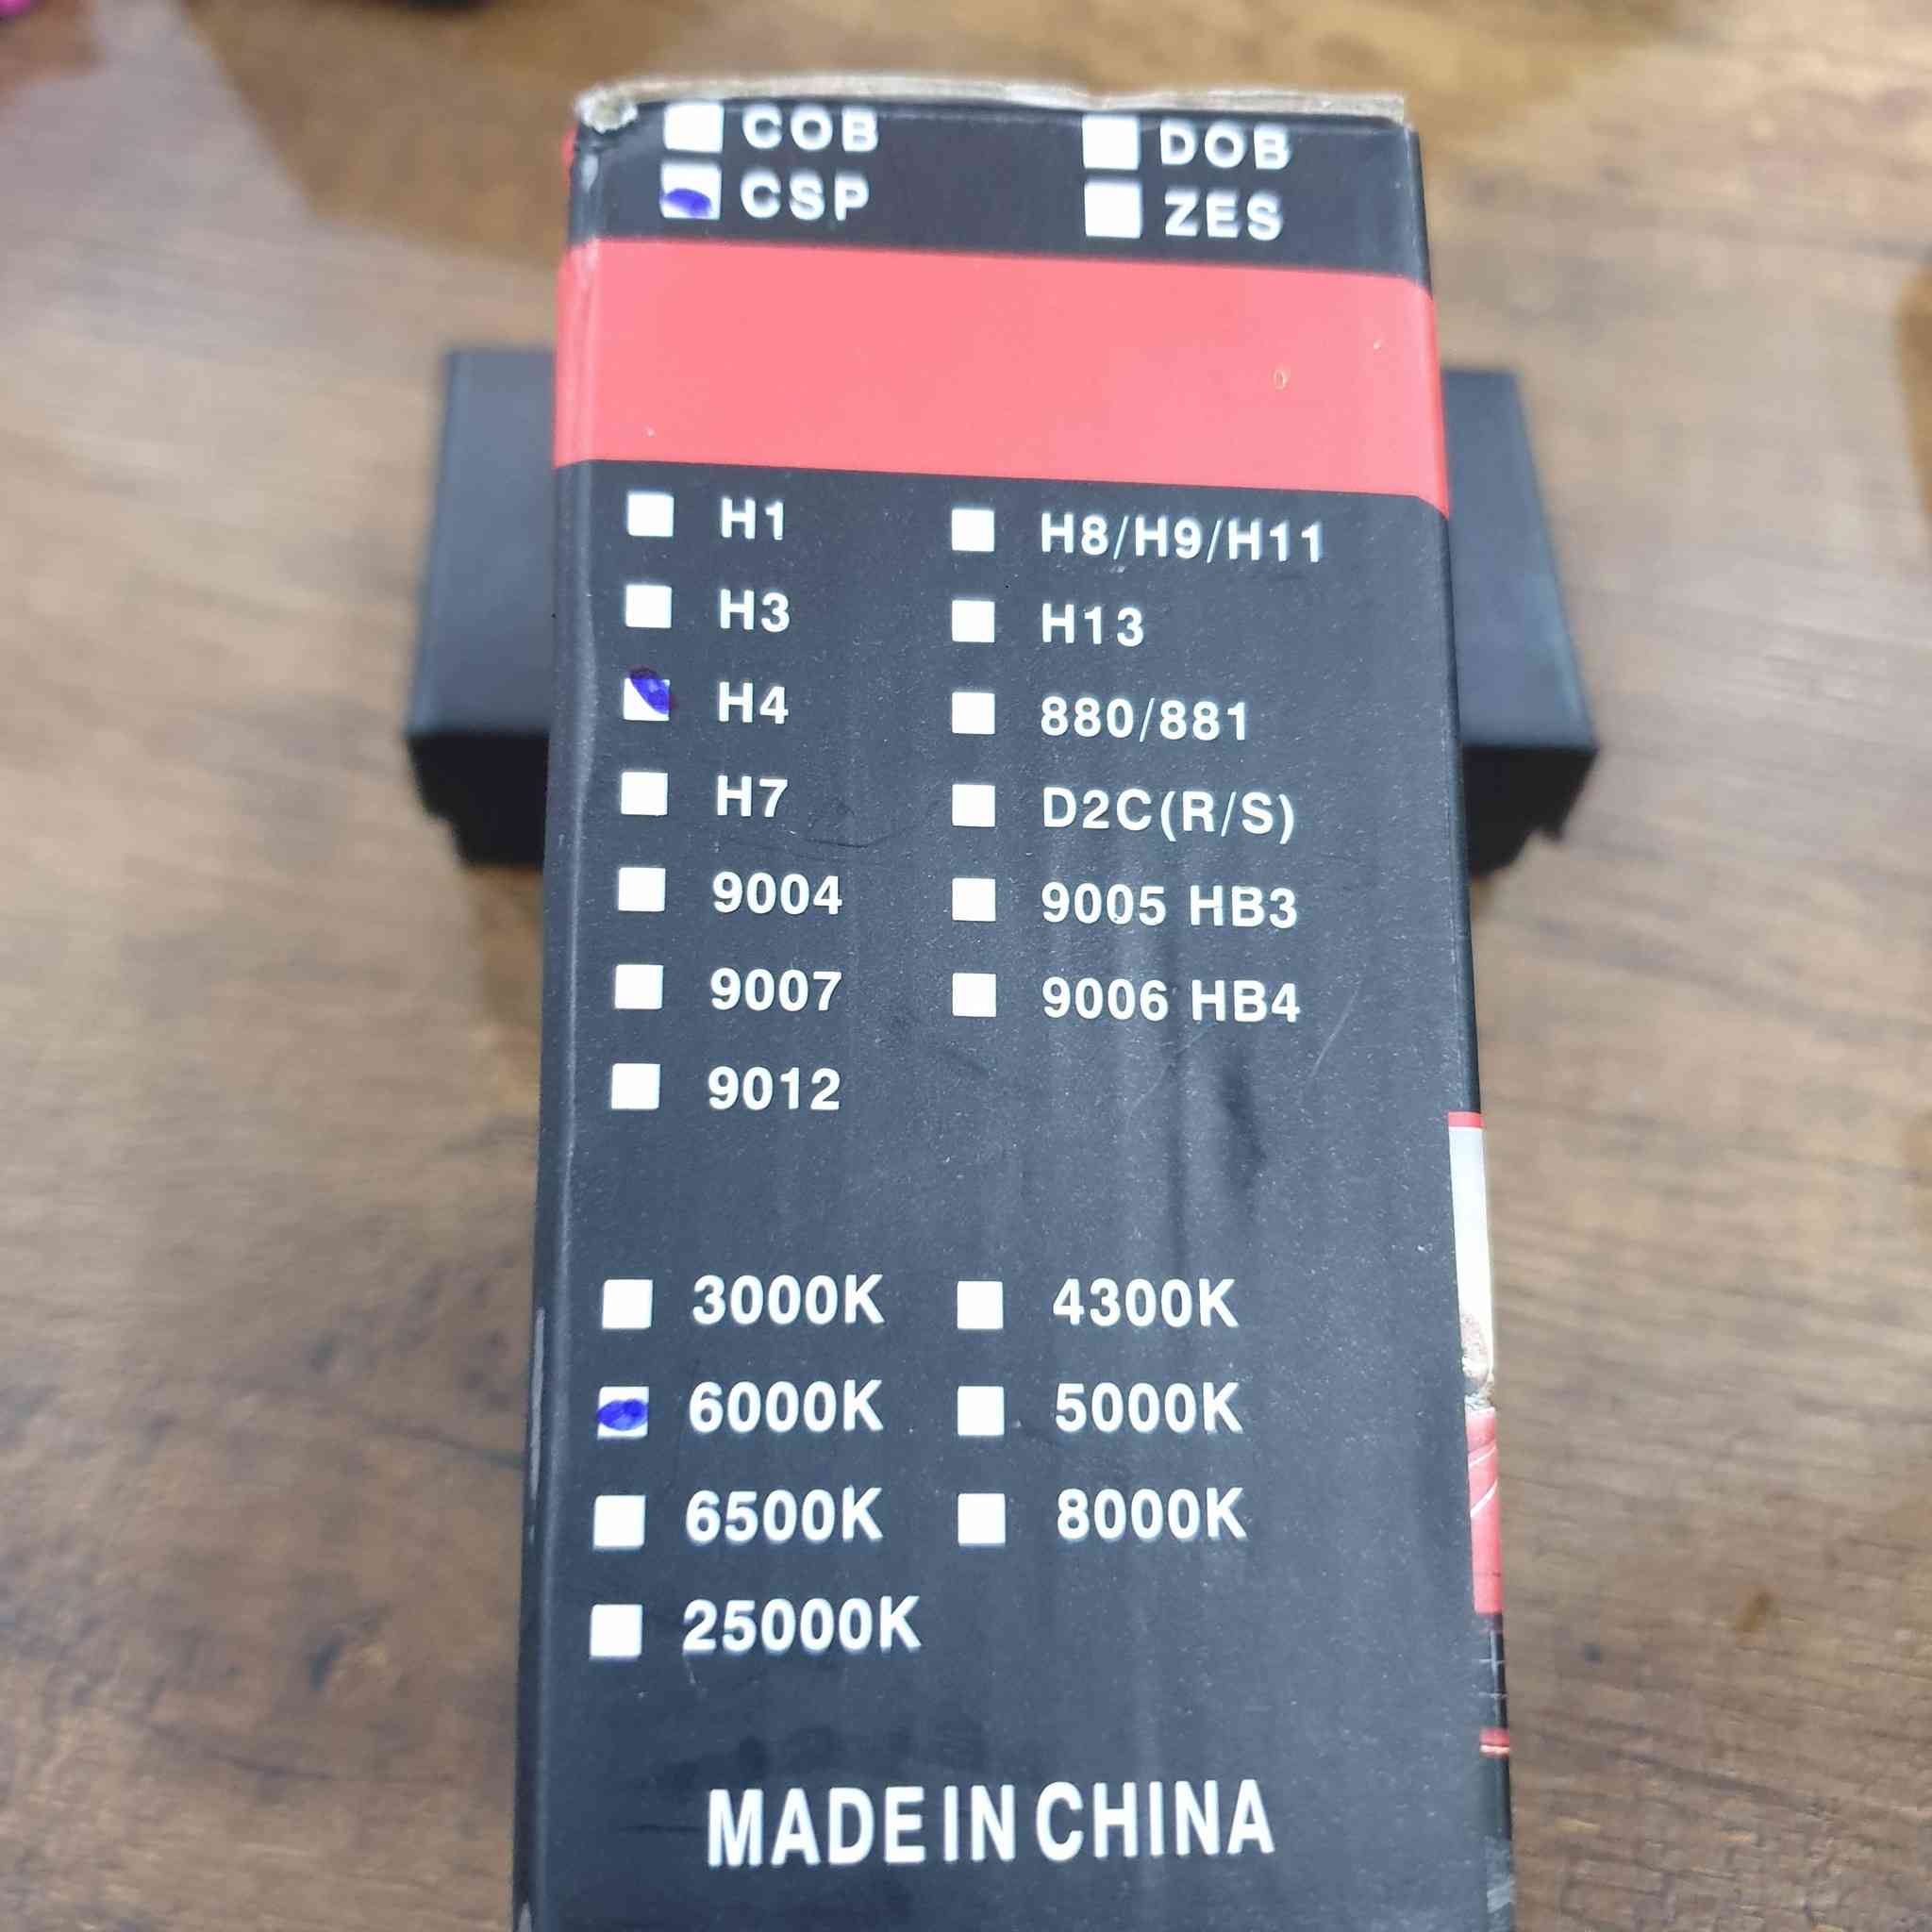 COB DOB
CSP ZES
H1 H8/H9/H11
H3 H13
H4 880/881
H7 D2C(R/S)
9004 9005 HB3
9007 9006 HB4
9012
3000K 4300K
6000K 5000K
6500K 8000K
25000K
MADE IN CHINA